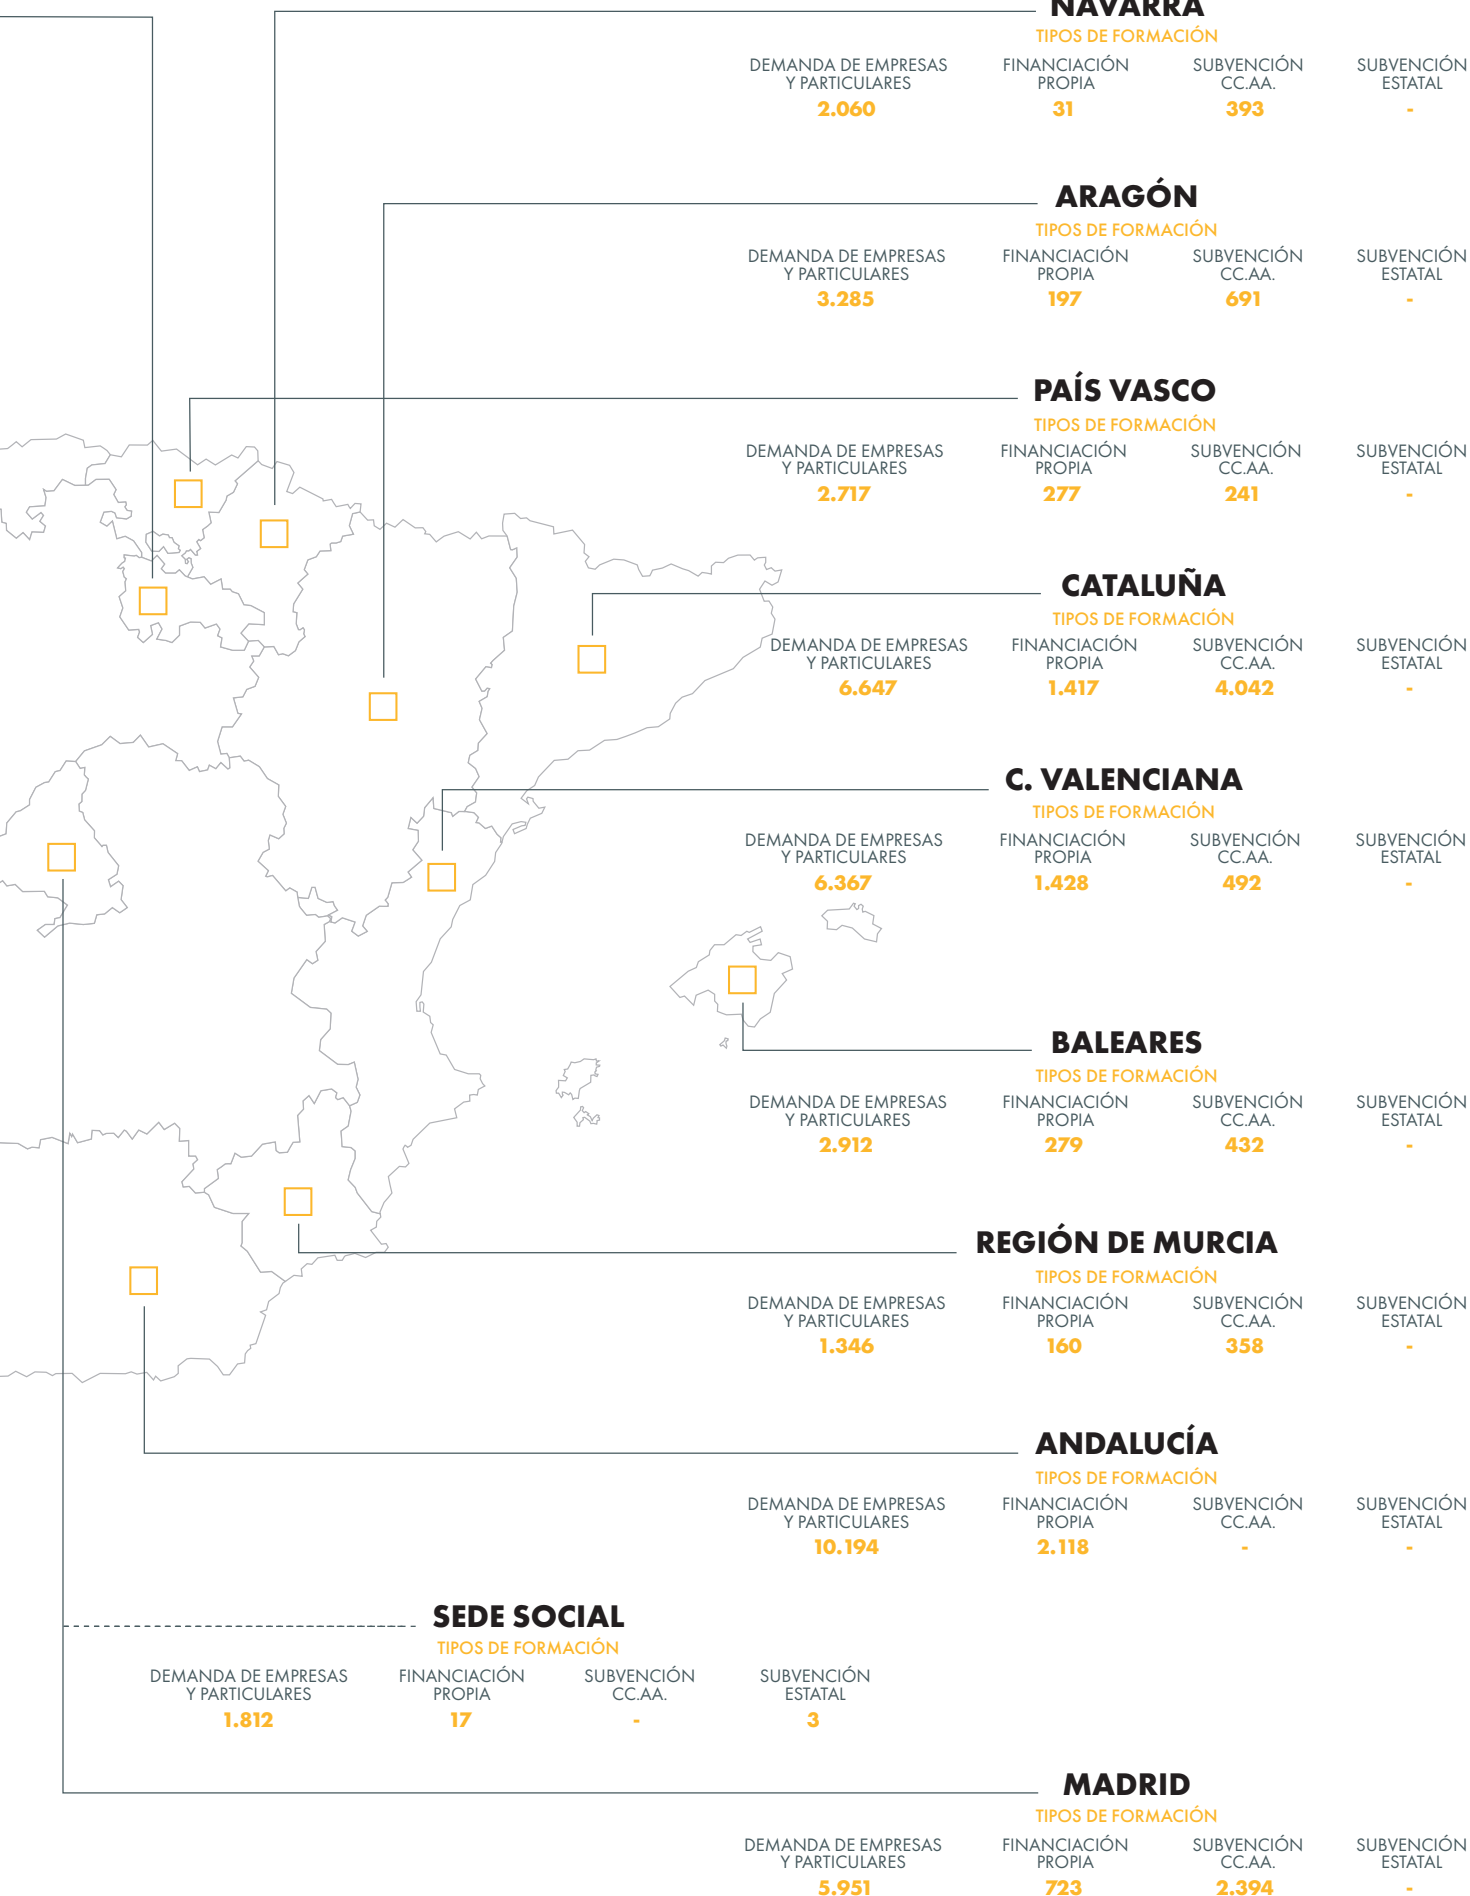 NAVARRA
TIPOS DE FORMACIÓN
DEMANDA DE EMPRESAS Y PARTICULARES
FINANCIACIÓN PROPIA
SUBVENCIÓN CC.AA.
SUBVENCIÓN ESTATAL
2.060 31 393 -
ARAGÓN
TIPOS DE FORMACIÓN
DEMANDA DE EMPRESAS Y PARTICULARES
FINANCIACIÓN PROPIA
SUBVENCIÓN CC.AA.
SUBVENCIÓN ESTATAL
3.285 197 691 -
PAÍS VASCO
TIPOS DE FORMACIÓN
DEMANDA DE EMPRESAS Y PARTICULARES
FINANCIACIÓN PROPIA
SUBVENCIÓN CC.AA.
SUBVENCIÓN ESTATAL
2.717 277 241 -
CATALUÑA
TIPOS DE FORMACIÓN
DEMANDA DE EMPRESAS Y PARTICULARES
FINANCIACIÓN PROPIA
SUBVENCIÓN CC.AA.
SUBVENCIÓN ESTATAL
6.647 1.417 4.042 -
C. VALENCIANA
TIPOS DE FORMACIÓN
DEMANDA DE EMPRESAS Y PARTICULARES
FINANCIACIÓN PROPIA
SUBVENCIÓN CC.AA.
SUBVENCIÓN ESTATAL
6.367 1.428 492 -
BALEARES
TIPOS DE FORMACIÓN
DEMANDA DE EMPRESAS Y PARTICULARES
FINANCIACIÓN PROPIA
SUBVENCIÓN CC.AA.
SUBVENCIÓN ESTATAL
2.912 279 432 -
REGIÓN DE MURCIA
TIPOS DE FORMACIÓN
DEMANDA DE EMPRESAS Y PARTICULARES
FINANCIACIÓN PROPIA
SUBVENCIÓN CC.AA.
SUBVENCIÓN ESTATAL
1.346 160 358 -
ANDALUCÍA
TIPOS DE FORMACIÓN
DEMANDA DE EMPRESAS Y PARTICULARES
FINANCIACIÓN PROPIA
SUBVENCIÓN CC.AA.
SUBVENCIÓN ESTATAL
10.194 2.118 - -
SEDE SOCIAL
TIPOS DE FORMACIÓN
DEMANDA DE EMPRESAS Y PARTICULARES
FINANCIACIÓN PROPIA
SUBVENCIÓN CC.AA.
SUBVENCIÓN ESTATAL
1.812 17 - 3
MADRID
TIPOS DE FORMACIÓN
DEMANDA DE EMPRESAS Y PARTICULARES
FINANCIACIÓN PROPIA
SUBVENCIÓN CC.AA.
SUBVENCIÓN ESTATAL
5.951 723 2.394 -